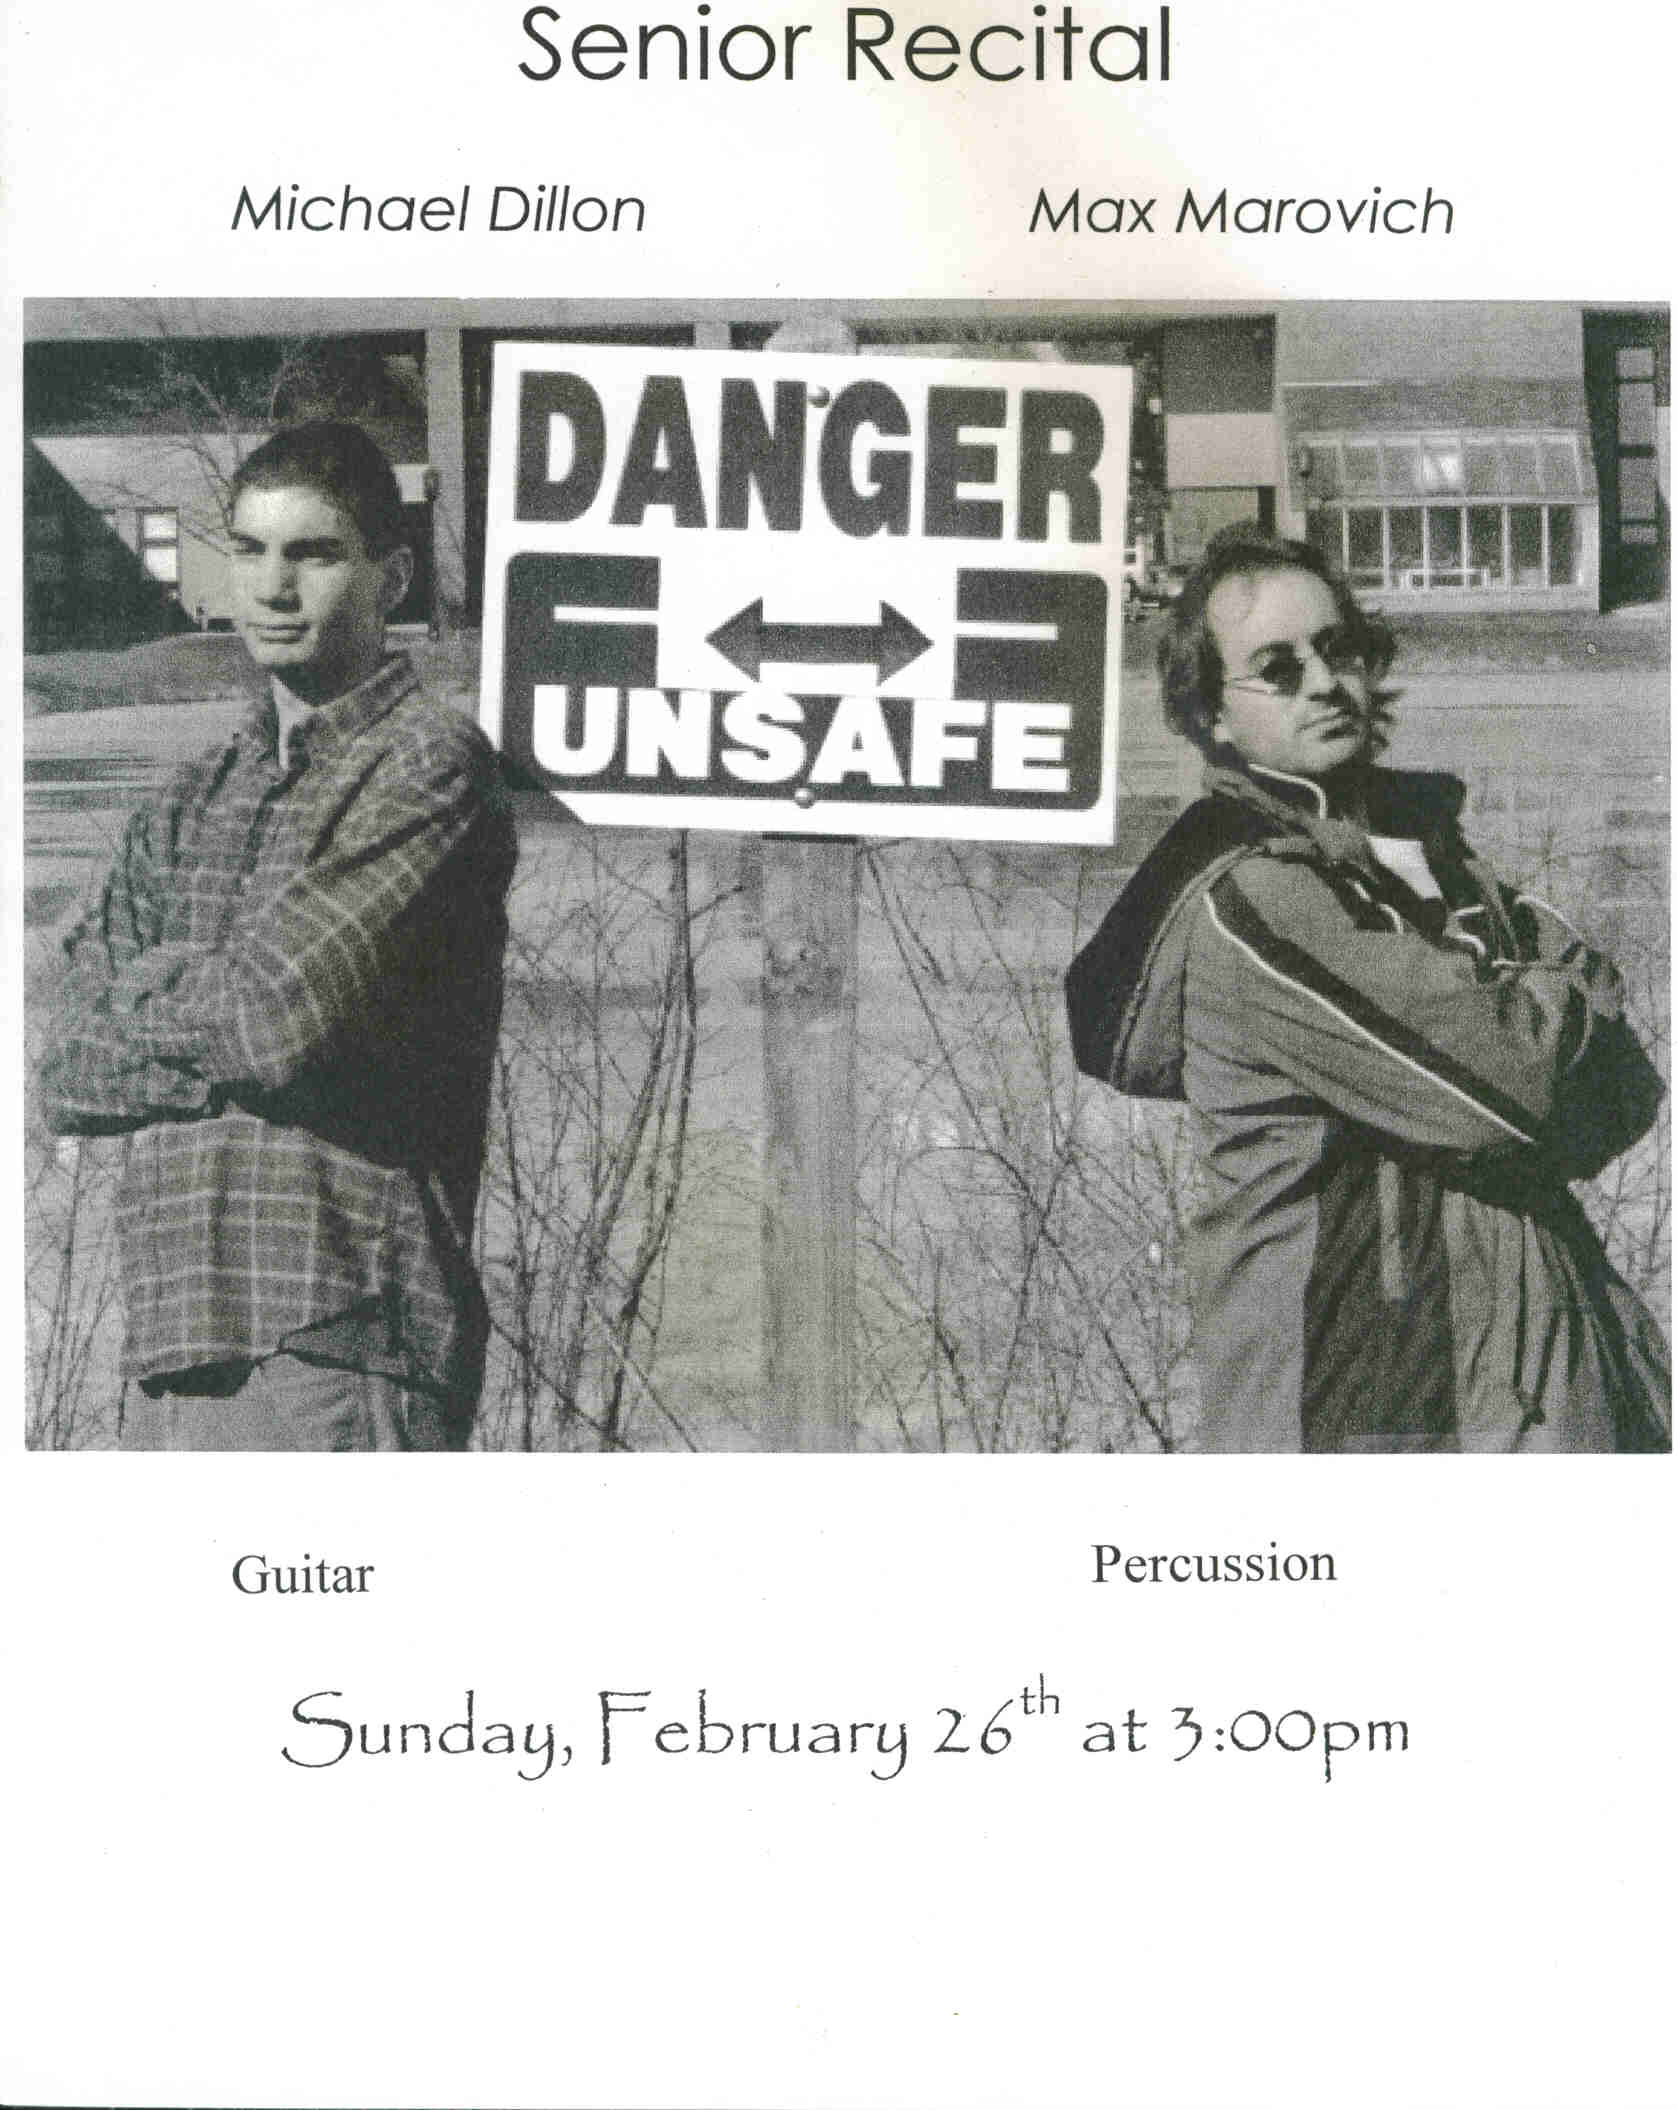 Senior Recital
Michael Dillon Max Marovich
DANGER
UNSAFE
Guitar Percussion
Sunday, February 26th at 3:00pm